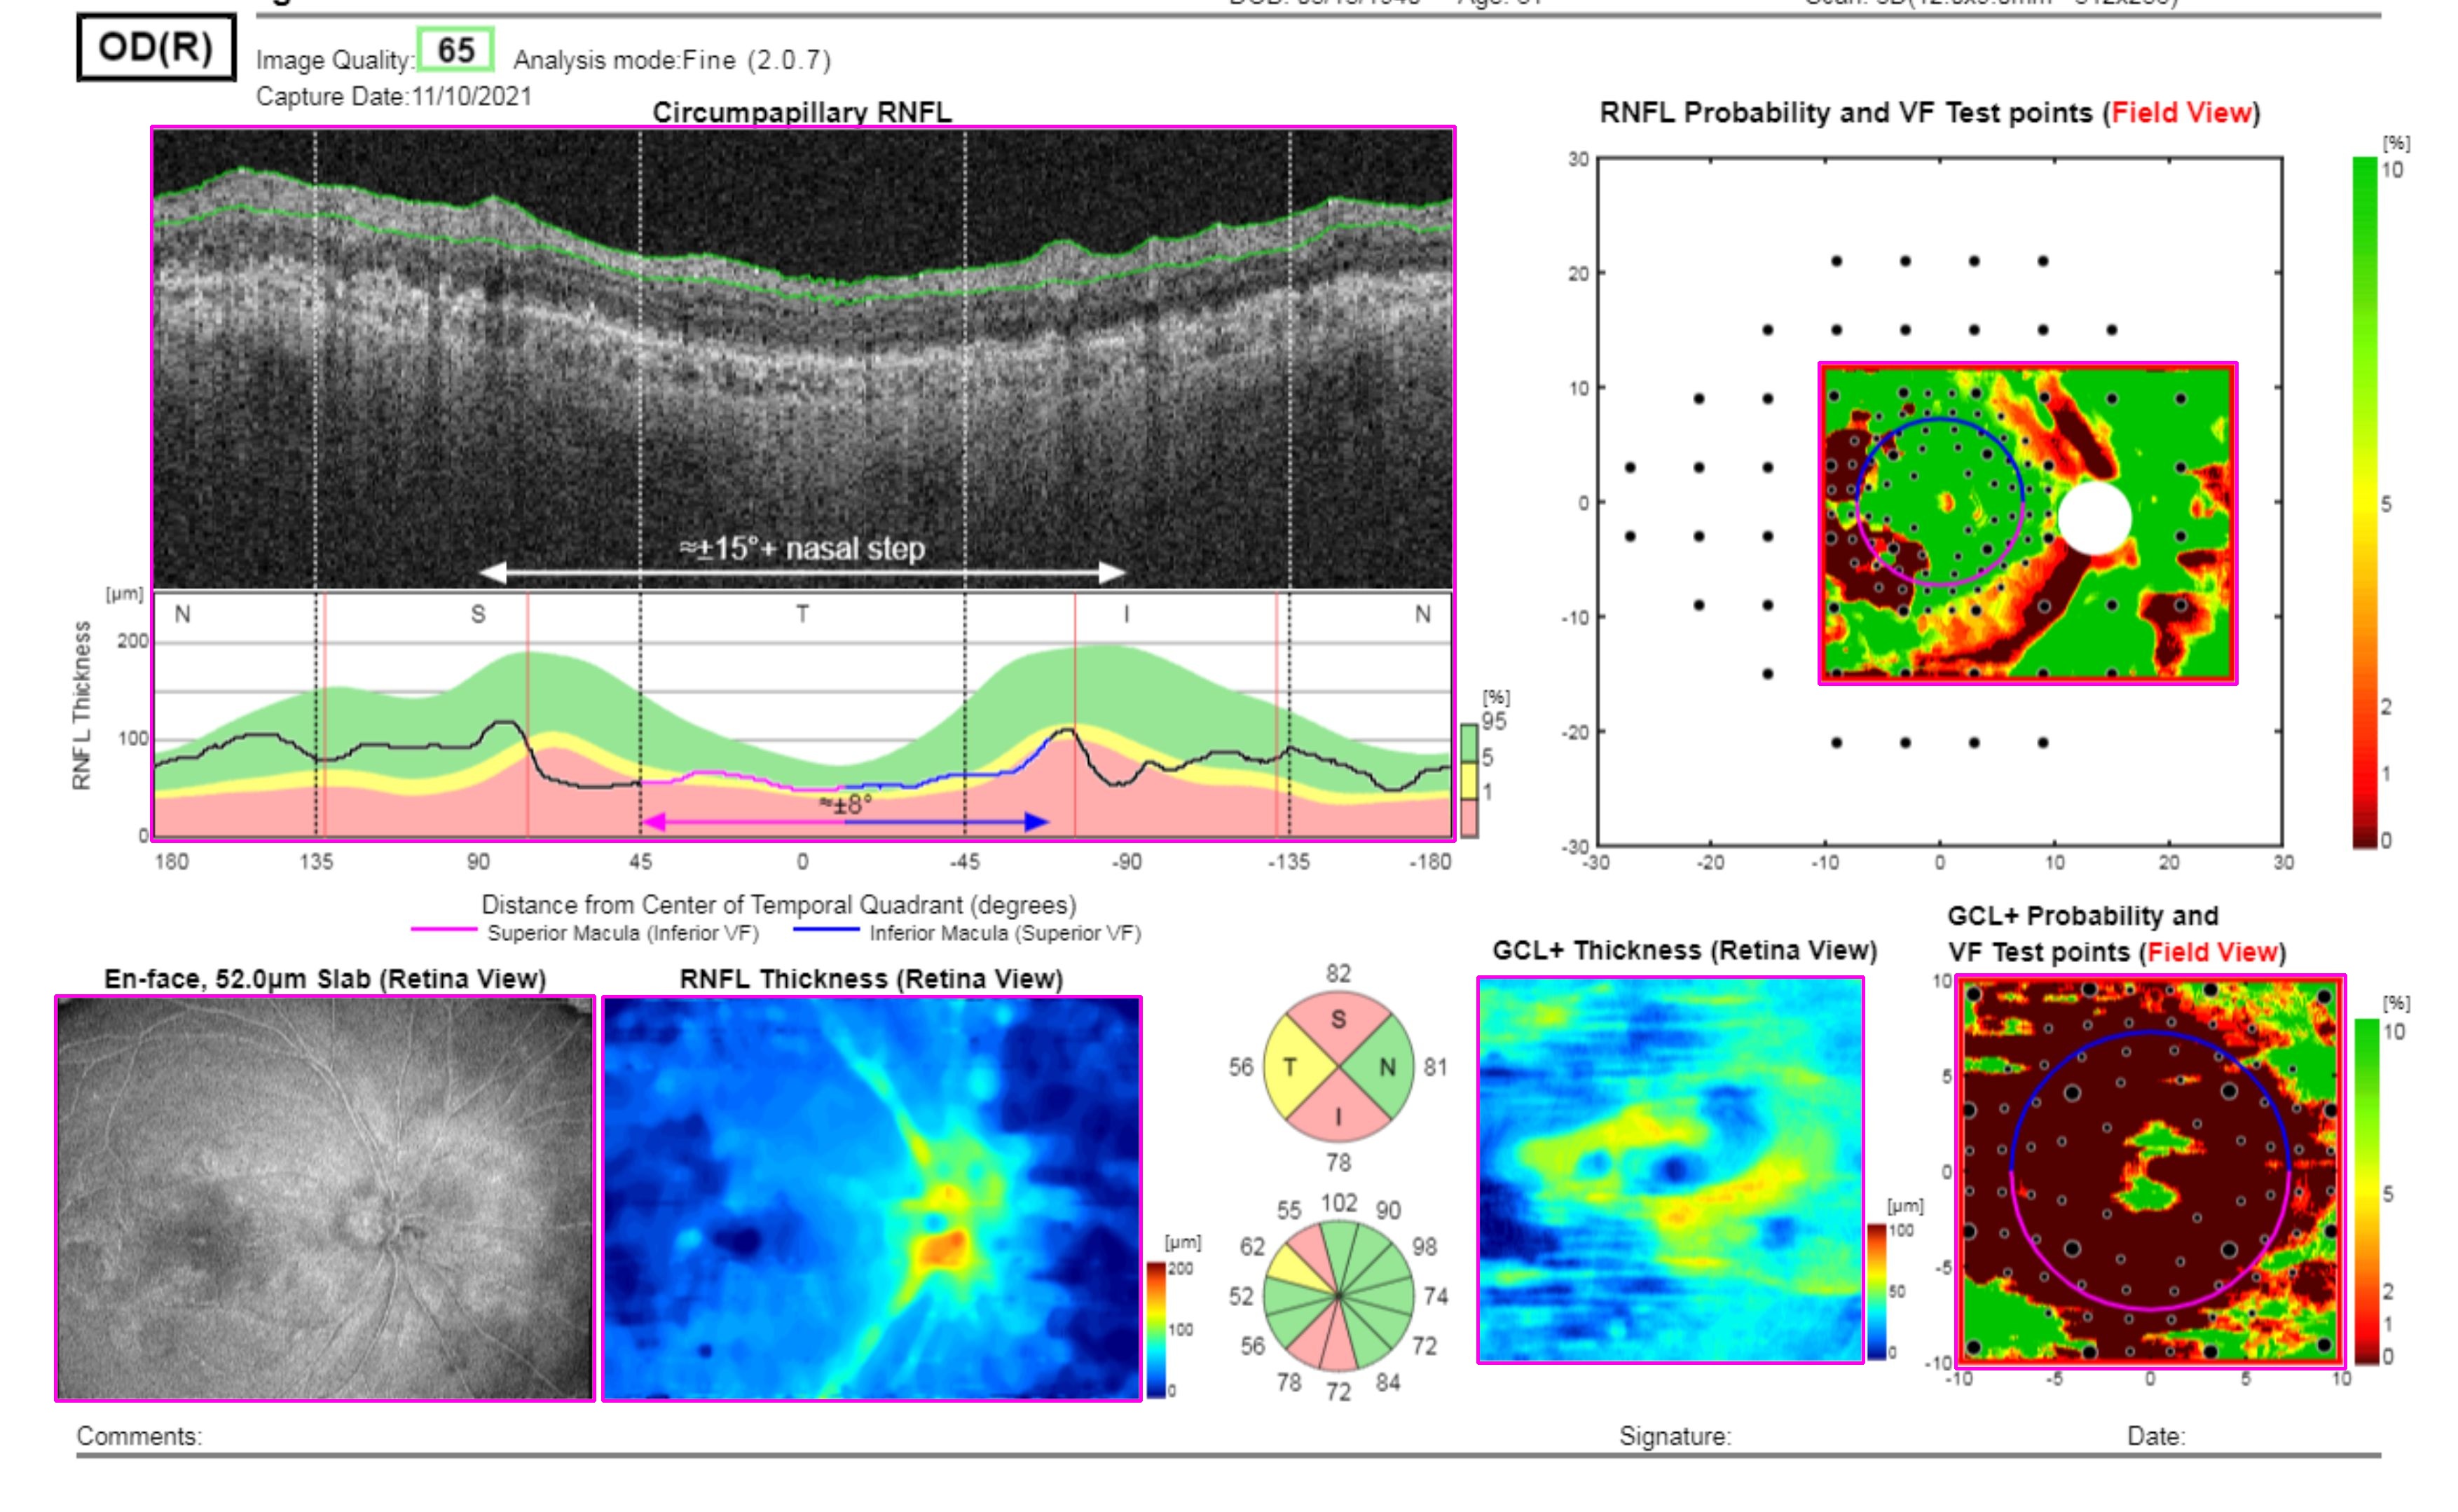 OD(R)
Image Quality: 65 Analysis mode:Fine (2.0.7)
Capture Date:11/10/2021
Circumpapillary RNFL
≈±15°+ nasal step
[µm]
N S T I N
200
100
0
RNFL Thickness
≈±8°
[%]
95
5
1
180 135 90 45 0 -45 -90 -135 -180
Distance from Center of Temporal Quadrant (degrees)
Superior Macula (Inferior VF) Inferior Macula (Superior VF)
RNFL Probability and VF Test points (Field View)
30
20
10
0
-10
-20
-30
-30 -20 -10 0 10 20 30
[%]
10
5
2
1
0
En-face, 52.0µm Slab (Retina View)
RNFL Thickness (Retina View)
[µm]
200
100
0
82
S
56 T N 81
I
78
55 102 90
62 98
52 74
56 72
78 72 84
GCL+ Thickness (Retina View)
[µm]
100
50
0
GCL+ Probability and
VF Test points (Field View)
10
5
0
-5
-10
-10 -5 0 5 10
[%]
10
5
2
1
0
Comments: Signature: Date: